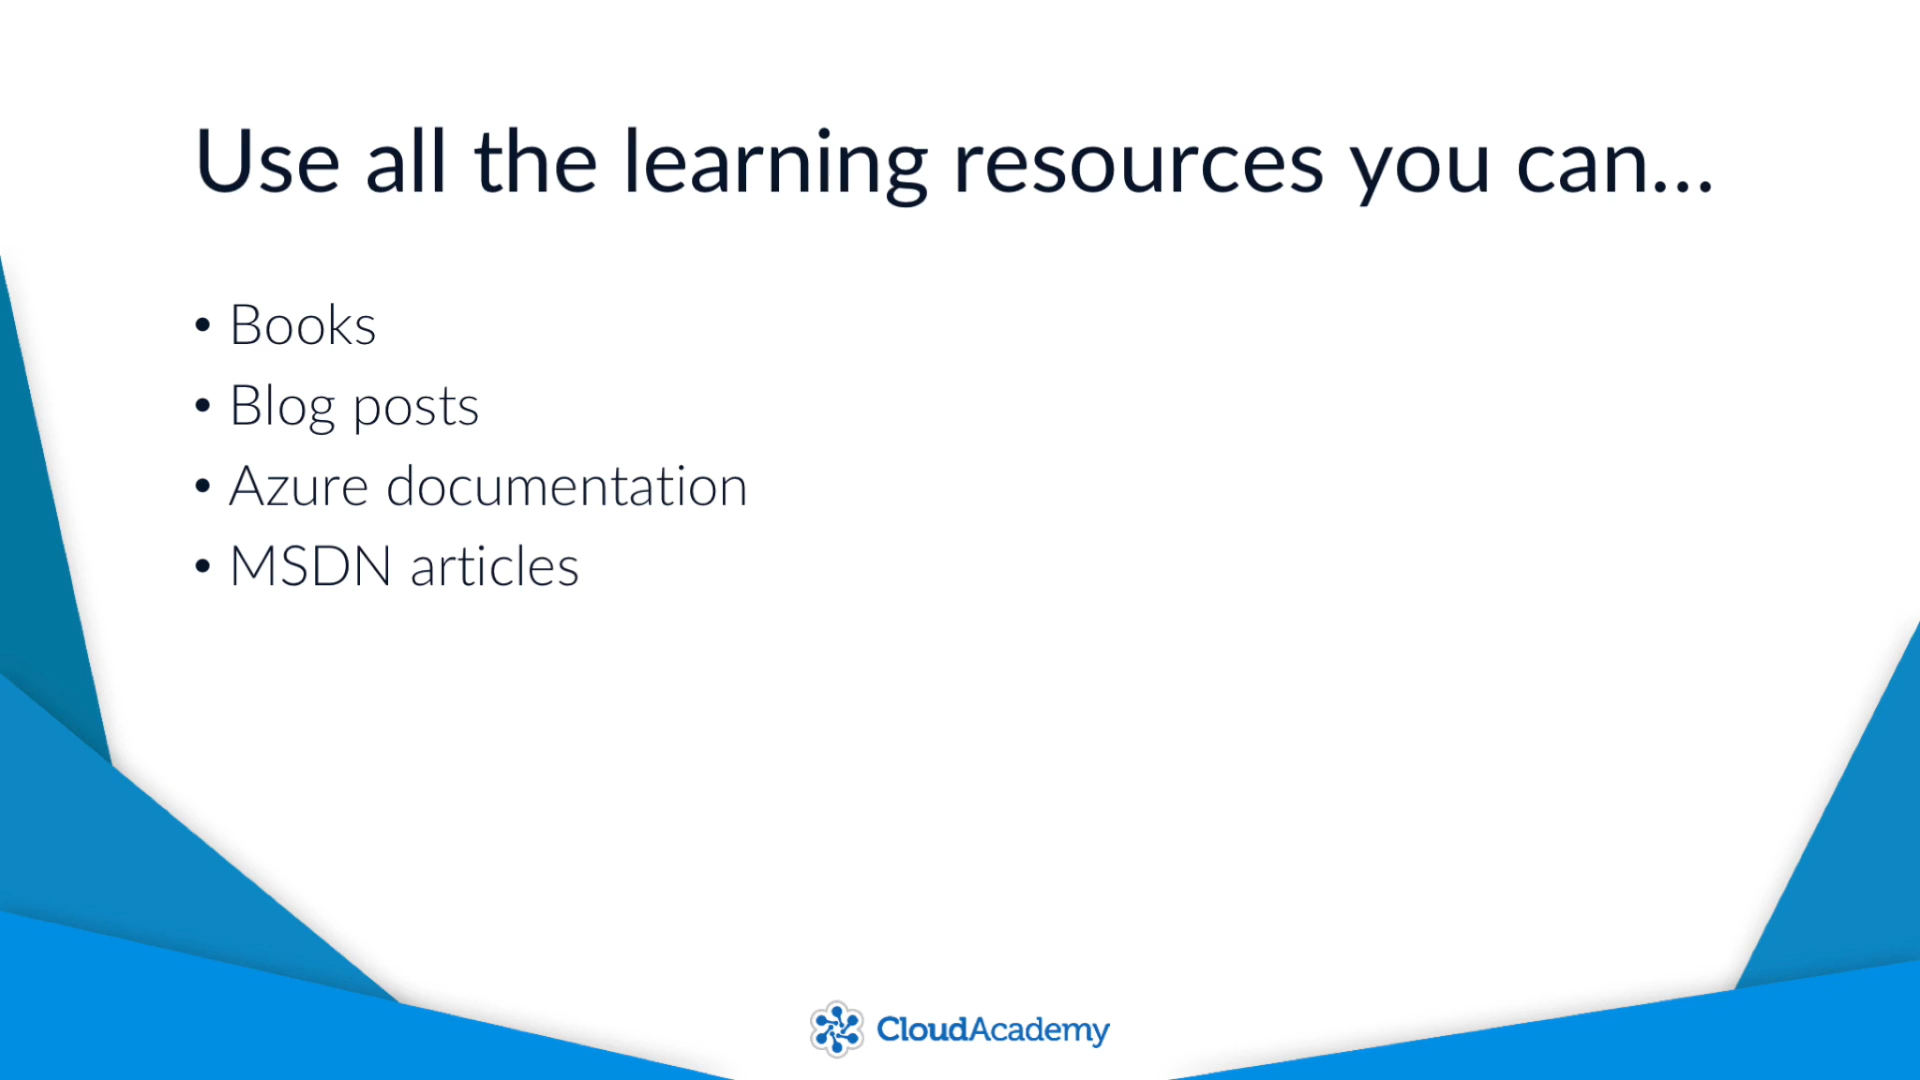 Use all the learning resources you can...
• Books
• Blog posts
• Azure documentation
• MSDN articles
CloudAcademy